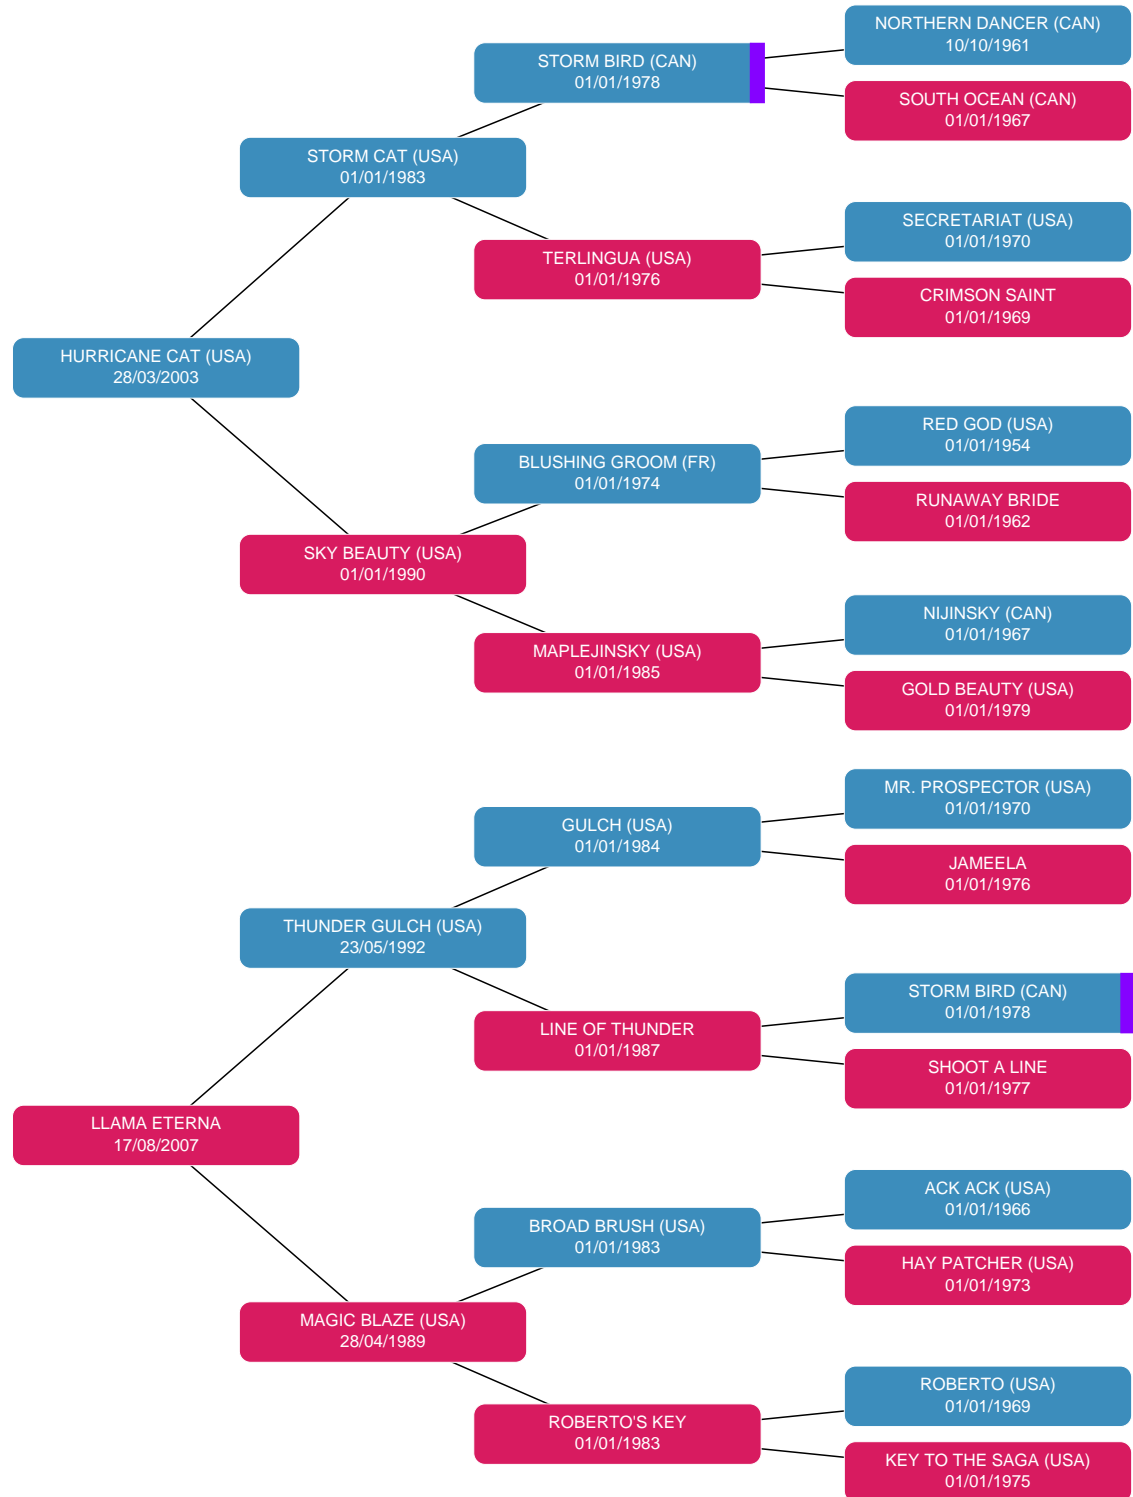 NORTHERN DANCER (CAN)
10/10/1961
STORM BIRD (CAN)
01/01/1978
SOUTH OCEAN (CAN)
01/01/1967
STORM CAT (USA)
01/01/1983
SECRETARIAT (USA)
01/01/1970
TERLINGUA (USA)
01/01/1976
CRIMSON SAINT
01/01/1969
HURRICANE CAT (USA)
28/03/2003
RED GOD (USA)
01/01/1954
BLUSHING GROOM (FR)
01/01/1974
RUNAWAY BRIDE
01/01/1962
SKY BEAUTY (USA)
01/01/1990
NIJINSKY (CAN)
01/01/1967
MAPLEJINSKY (USA)
01/01/1985
GOLD BEAUTY (USA)
01/01/1979
MR. PROSPECTOR (USA)
01/01/1970
GULCH (USA)
01/01/1984
JAMEELA
01/01/1976
THUNDER GULCH (USA)
23/05/1992
STORM BIRD (CAN)
01/01/1978
LINE OF THUNDER
01/01/1987
SHOOT A LINE
01/01/1977
LLAMA ETERNA
17/08/2007
ACK ACK (USA)
01/01/1966
BROAD BRUSH (USA)
01/01/1983
HAY PATCHER (USA)
01/01/1973
MAGIC BLAZE (USA)
28/04/1989
ROBERTO (USA)
01/01/1969
ROBERTO'S KEY
01/01/1983
KEY TO THE SAGA (USA)
01/01/1975